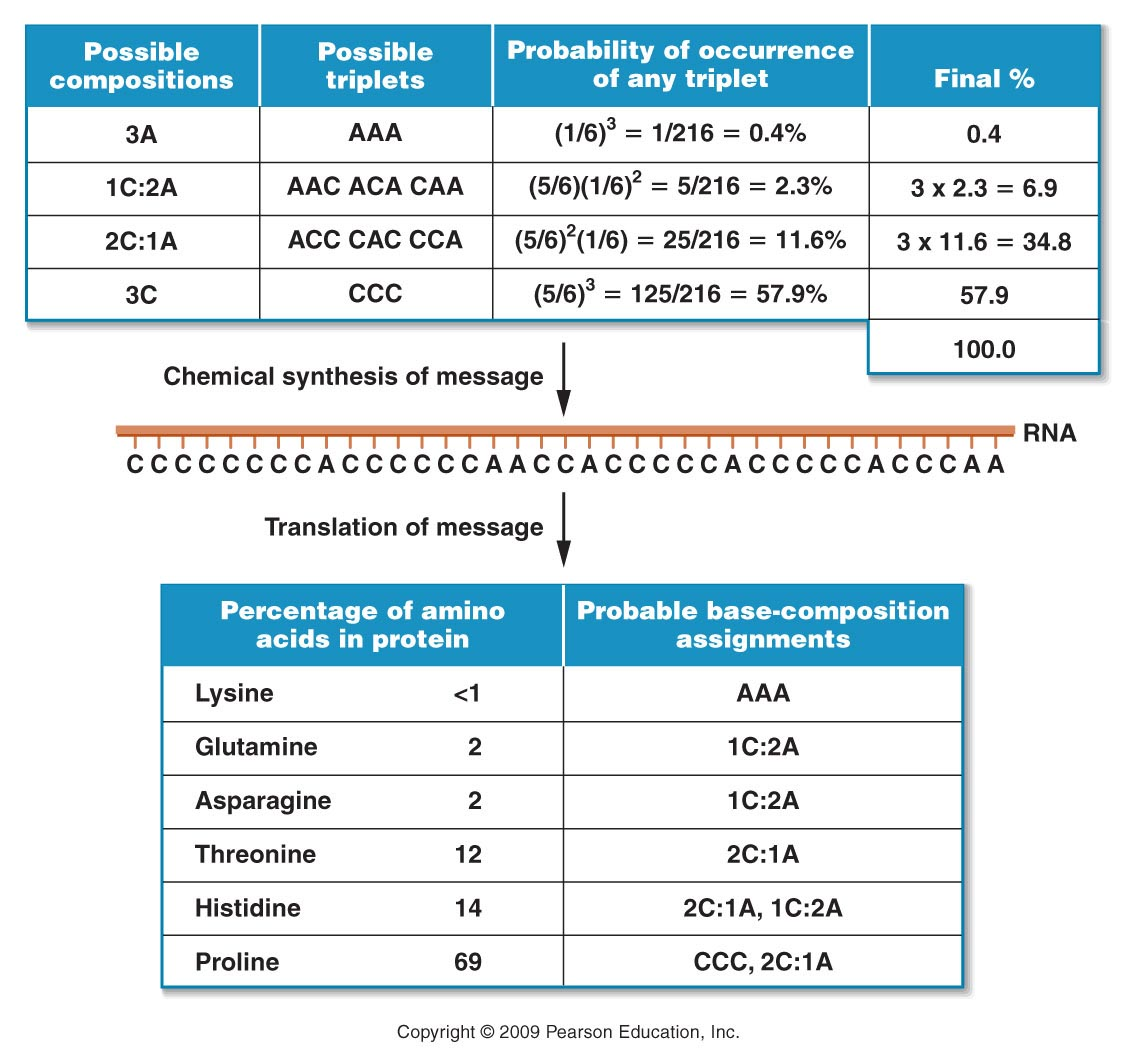 Possible compositions
Possible triplets
Probability of occurrence of any triplet
Final %
3A
AAA
(1/6)³ = 1/216 = 0.4%
0.4
1C:2A
AAC ACA CAA
(5/6)(1/6)² = 5/216 = 2.3%
3 x 2.3 = 6.9
2C:1A
ACC CAC CCA
(5/6)²(1/6) = 25/216 = 11.6%
3 x 11.6 = 34.8
3C
CCC
(5/6)³ = 125/216 = 57.9%
57.9
100.0
Chemical synthesis of message
RNA
C C C C C C C C A C C C C C C A A C C A C C C C C A C C C C C A C C C A A
Translation of message
Percentage of amino acids in protein
Probable base-composition assignments
Lysine <1 AAA
Glutamine 2 1C:2A
Asparagine 2 1C:2A
Threonine 12 2C:1A
Histidine 14 2C:1A, 1C:2A
Proline 69 CCC, 2C:1A
Copyright © 2009 Pearson Education, Inc.